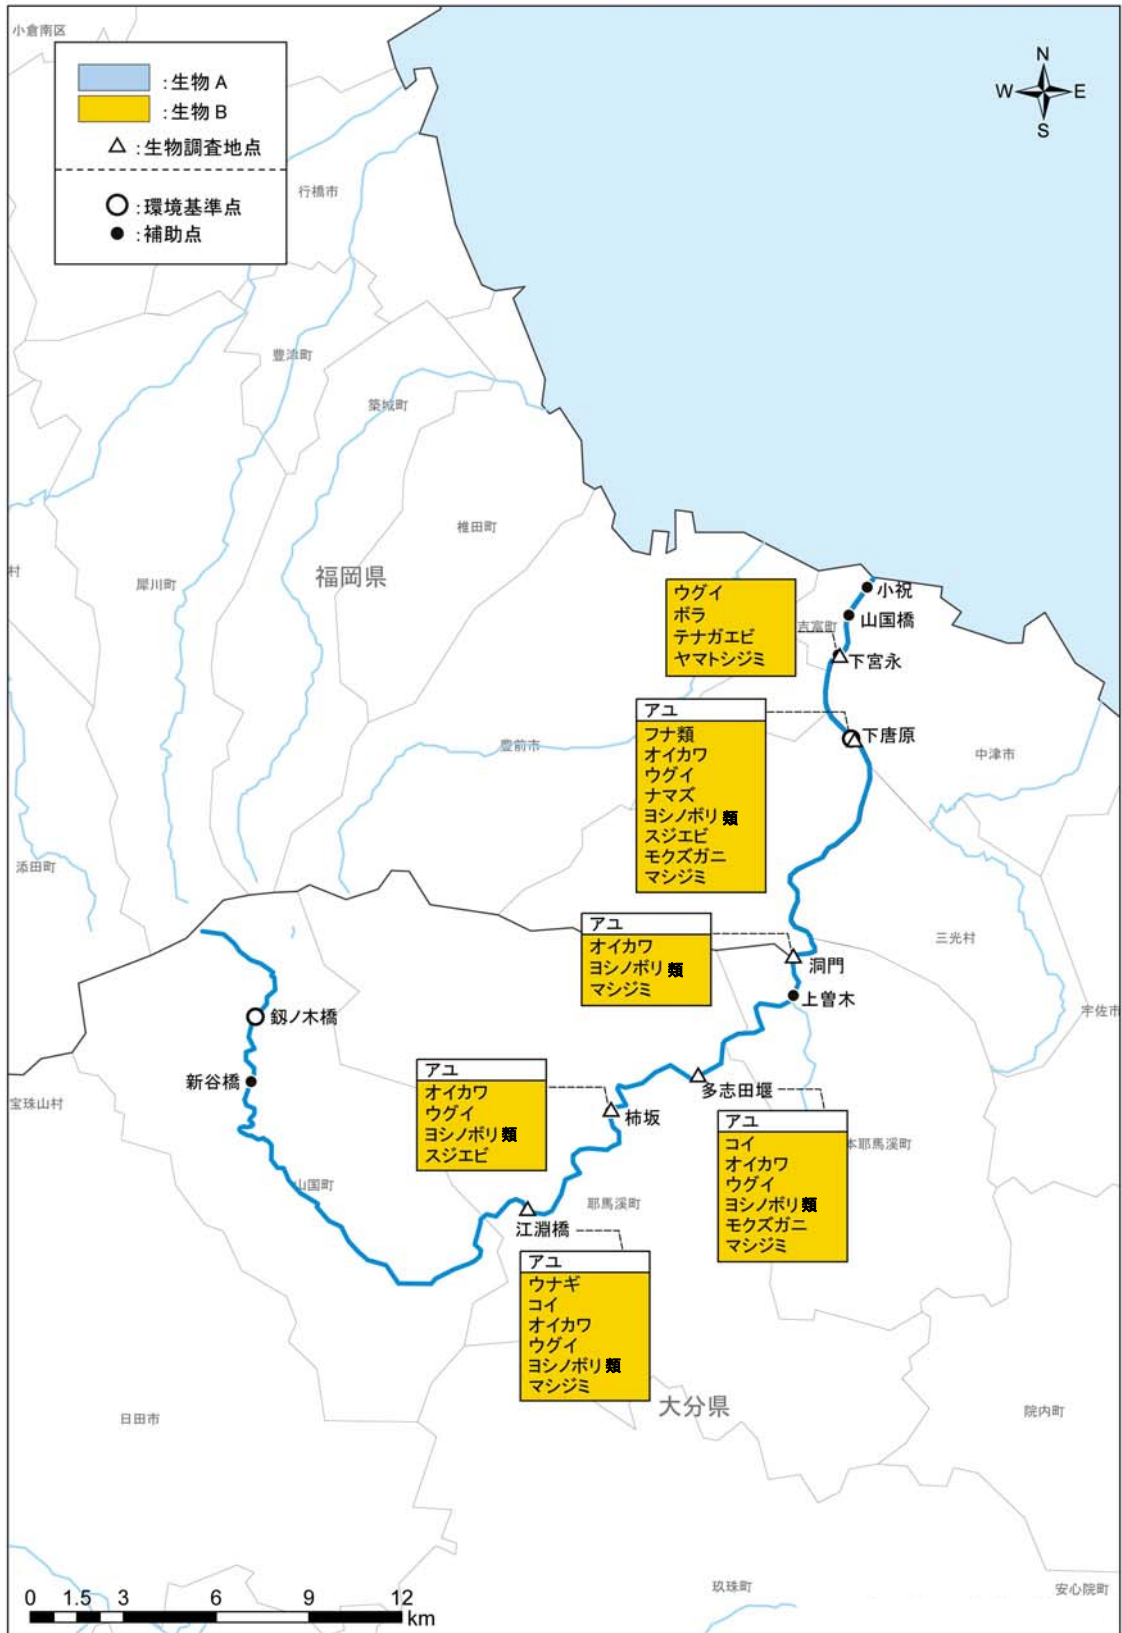 小倉南区
:生物 A
:生物 B
:生物調査地点
:環境基準点
:補助点
N
W
E
S
行橋市
豊津町
築城町
椎田町
村
犀川町
福岡県
小祝
山国橋
吉富町
下宮永
ウグイ
ボラ
テナガエビ
ヤマトシジミ
下唐原
アユ
フナ類
オイカワ
ウグイ
ナマズ
ヨシノボリ類
スジエビ
モクズガニ
マシジミ
豊前市
中津市
添田町
三光村
アユ
オイカワ
ヨシノボリ類
マシジミ
洞門
上曽木
宇佐市
釼ノ木橋
新谷橋
宝珠山村
多志田堰
アユ
オイカワ
ウグイ
ヨシノボリ類
スジエビ
柿坂
本耶馬溪町
アユ
コイ
オイカワ
ウグイ
ヨシノボリ類
モクズガニ
マシジミ
山国町
耶馬溪町
江淵橋
アユ
ウナギ
コイ
オイカワ
ウグイ
ヨシノボリ類
マシジミ
大分県
日田市
院内町
玖珠町
安心院町
0 1.5 3 6 9 12
km